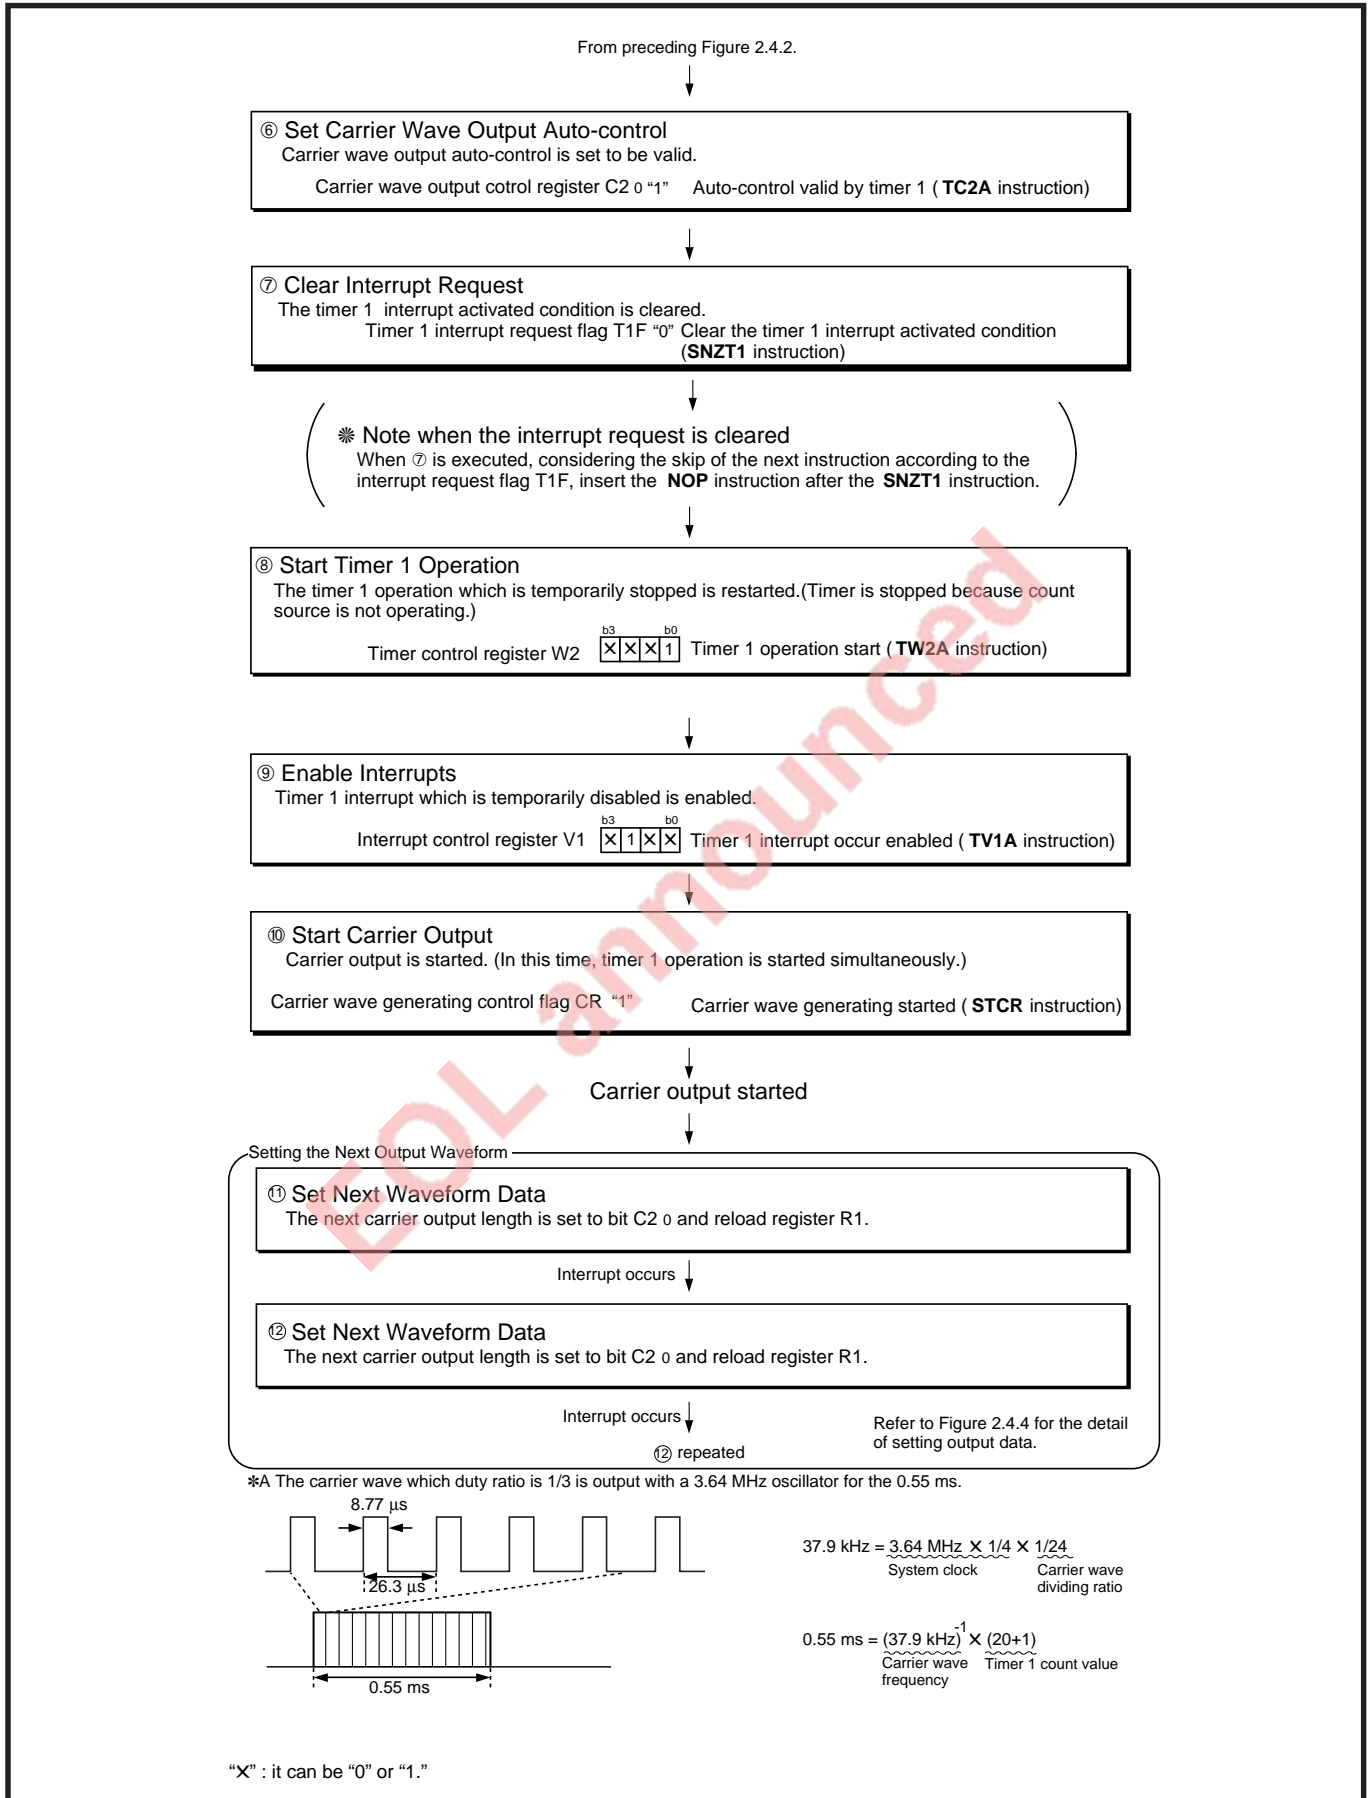 From preceding Figure 2.4.2.
⑥ Set Carrier Wave Output Auto-control
Carrier wave output auto-control is set to be valid.
Carrier wave output cotrol register C2 0 “1” Auto-control valid by timer 1 ( TC2A instruction)
⑦ Clear Interrupt Request
The timer 1 interrupt activated condition is cleared.
Timer 1 interrupt request flag T1F “0” Clear the timer 1 interrupt activated condition
(SNZT1 instruction)
❋ Note when the interrupt request is cleared
When ⑦ is executed, considering the skip of the next instruction according to the
interrupt request flag T1F, insert the NOP instruction after the SNZT1 instruction.
⑧ Start Timer 1 Operation
The timer 1 operation which is temporarily stopped is restarted.(Timer is stopped because count
source is not operating.)
b3 b0
Timer control register W2 ✕ ✕ ✕ 1 Timer 1 operation start ( TW2A instruction)
⑨ Enable Interrupts
Timer 1 interrupt which is temporarily disabled is enabled.
b3 b0
Interrupt control register V1 ✕ 1 ✕ ✕ Timer 1 interrupt occur enabled ( TV1A instruction)
⑩ Start Carrier Output
Carrier output is started. (In this time, timer 1 operation is started simultaneously.)
Carrier wave generating control flag CR “1” Carrier wave generating started ( STCR instruction)
Carrier output started
Setting the Next Output Waveform
⑪ Set Next Waveform Data
The next carrier output length is set to bit C2 0 and reload register R1.
Interrupt occurs
⑫ Set Next Waveform Data
The next carrier output length is set to bit C2 0 and reload register R1.
Interrupt occurs
Refer to Figure 2.4.4 for the detail
of setting output data.
⑫ repeated
✽A The carrier wave which duty ratio is 1/3 is output with a 3.64 MHz oscillator for the 0.55 ms.
8.77 µs
26.3 µs
0.55 ms
37.9 kHz = 3.64 MHz ✕ 1/4 ✕ 1/24
System clock Carrier wave
dividing ratio
0.55 ms = (37.9 kHz)-1 ✕ (20+1)
Carrier wave Timer 1 count value
frequency
“✕” : it can be “0” or “1.”
EOL announced